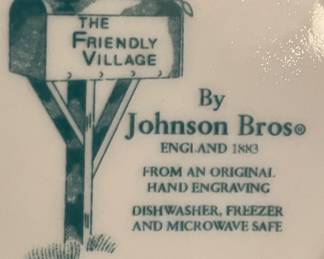 THE
FRIENDLY
VILLAGE
By
Johnson Bros®
ENGLAND 1883
FROM AN ORIGINAL
HAND ENGRAVING
DISHWASHER, FREEZER
AND MICROWAVE SAFE